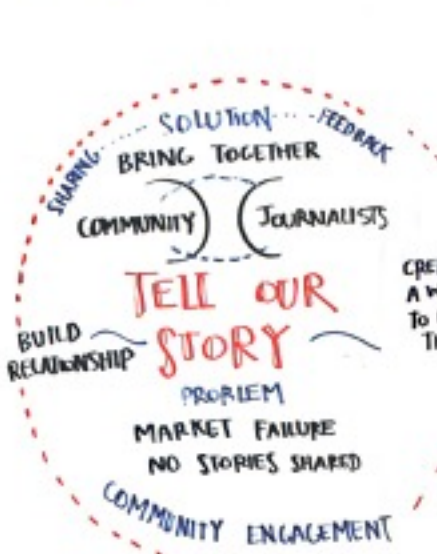 SHARING
SOLUTION
FEEDBACK
BRING TOGETHER
COMMUNITY
JOURNALISTS
TELL OUR
STORY
BUILD
RELATIONSHIP
PROBLEM
MARKET FAILURE
NO STORIES SHARED
COMMUNITY ENGAGEMENT